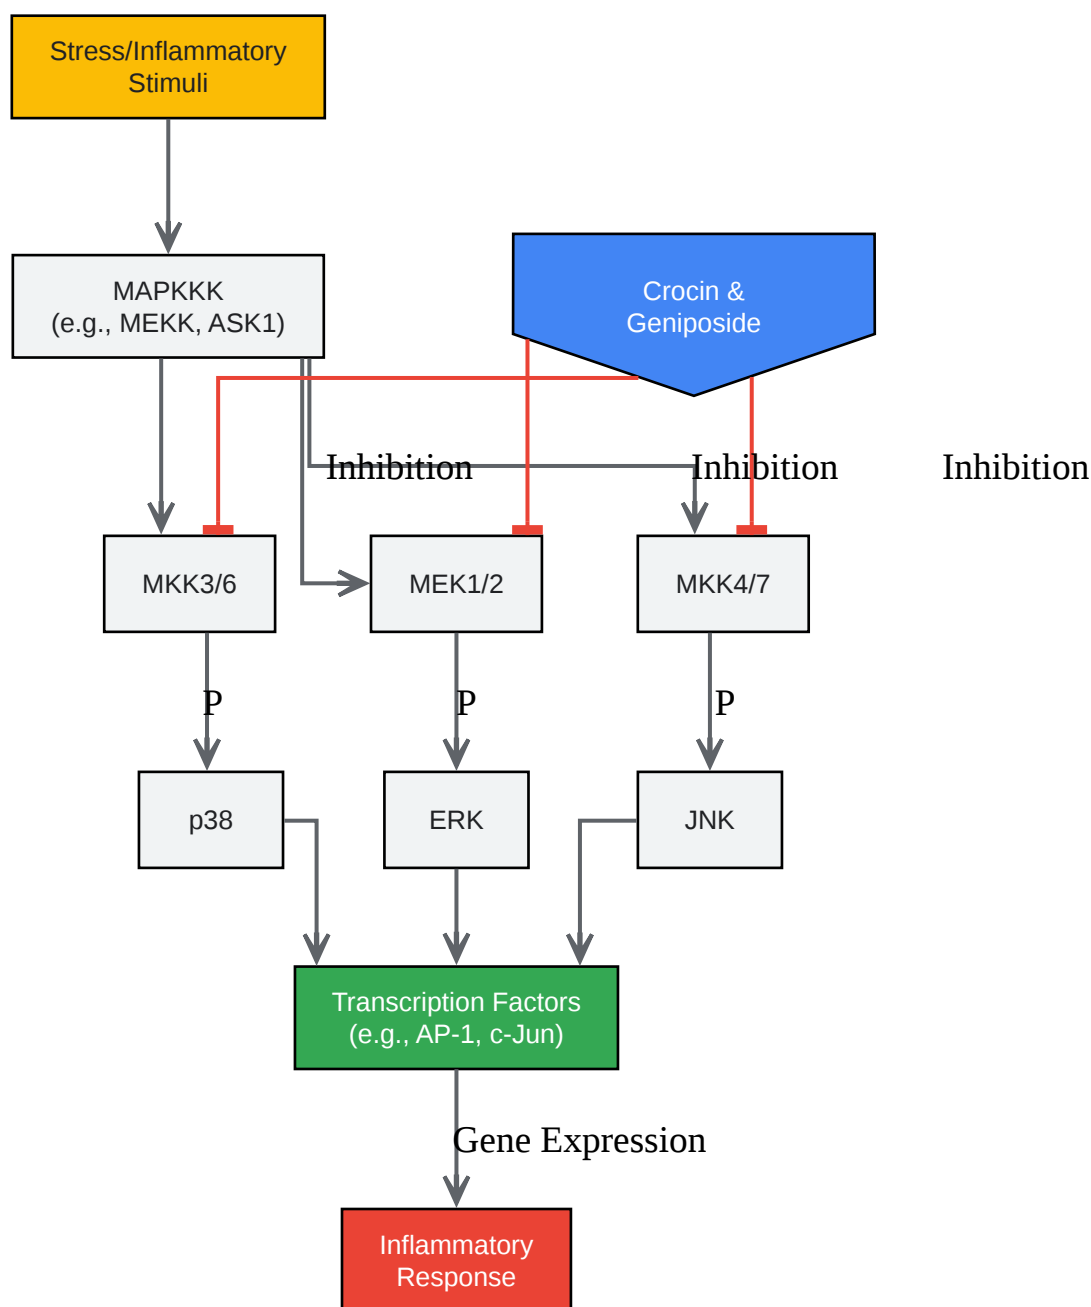 Stress/Inflammatory
Stimuli
MAPKKK
(e.g., MEKK, ASK1)
Crocin &
Geniposide
Inhibition
Inhibition
Inhibition
MKK3/6
MEK1/2
MKK4/7
P
P
P
p38
ERK
JNK
Transcription Factors
(e.g., AP-1, c-Jun)
Gene Expression
Inflammatory
Response